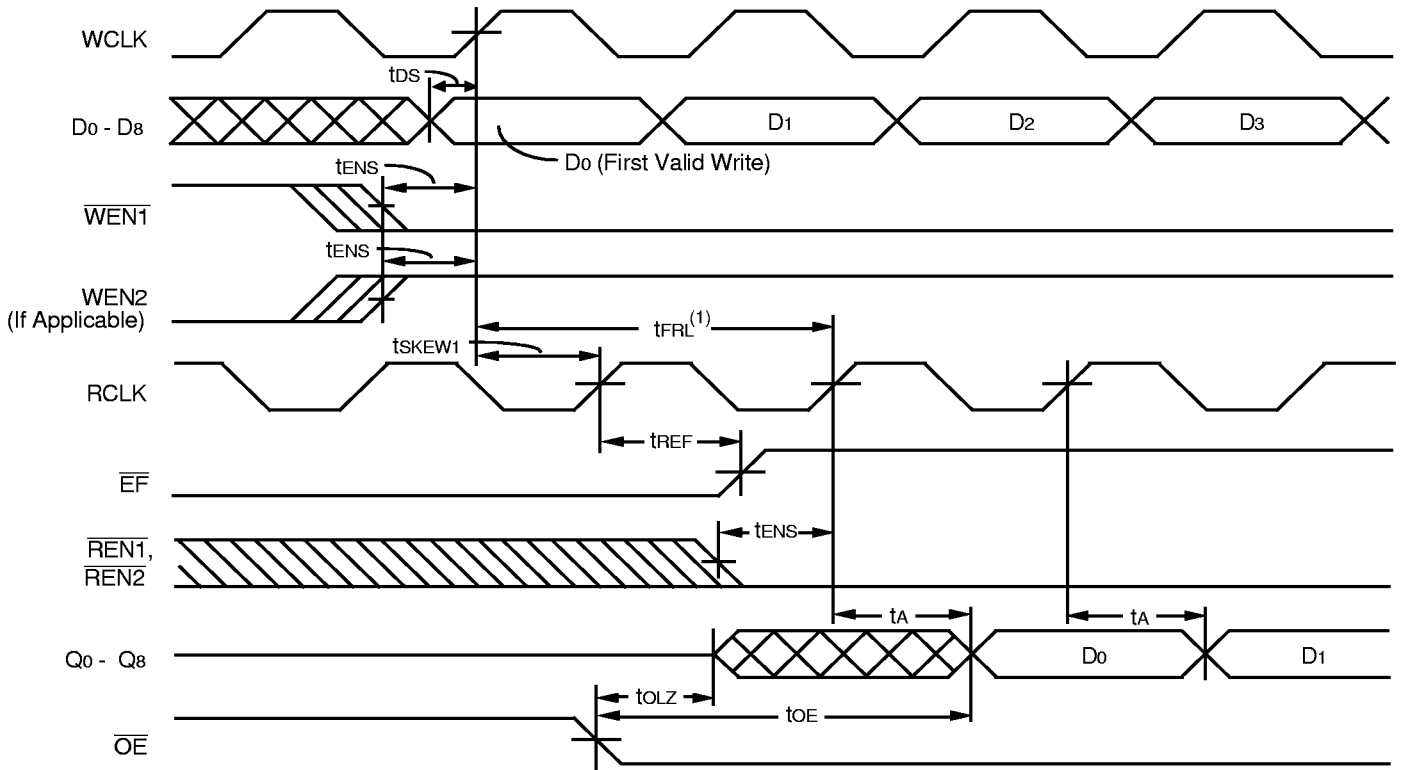 WCLK
tDS
D0 - D8
D1
D2
D3
D0 (First Valid Write)
tENS
WEN1
tENS
WEN2
(If Applicable)
tFRL(1)
tSKEW1
RCLK
tREF
EF
tENS
REN1,
REN2
tA
tA
Q0 - Q8
D0
D1
tOLZ
tOE
OE